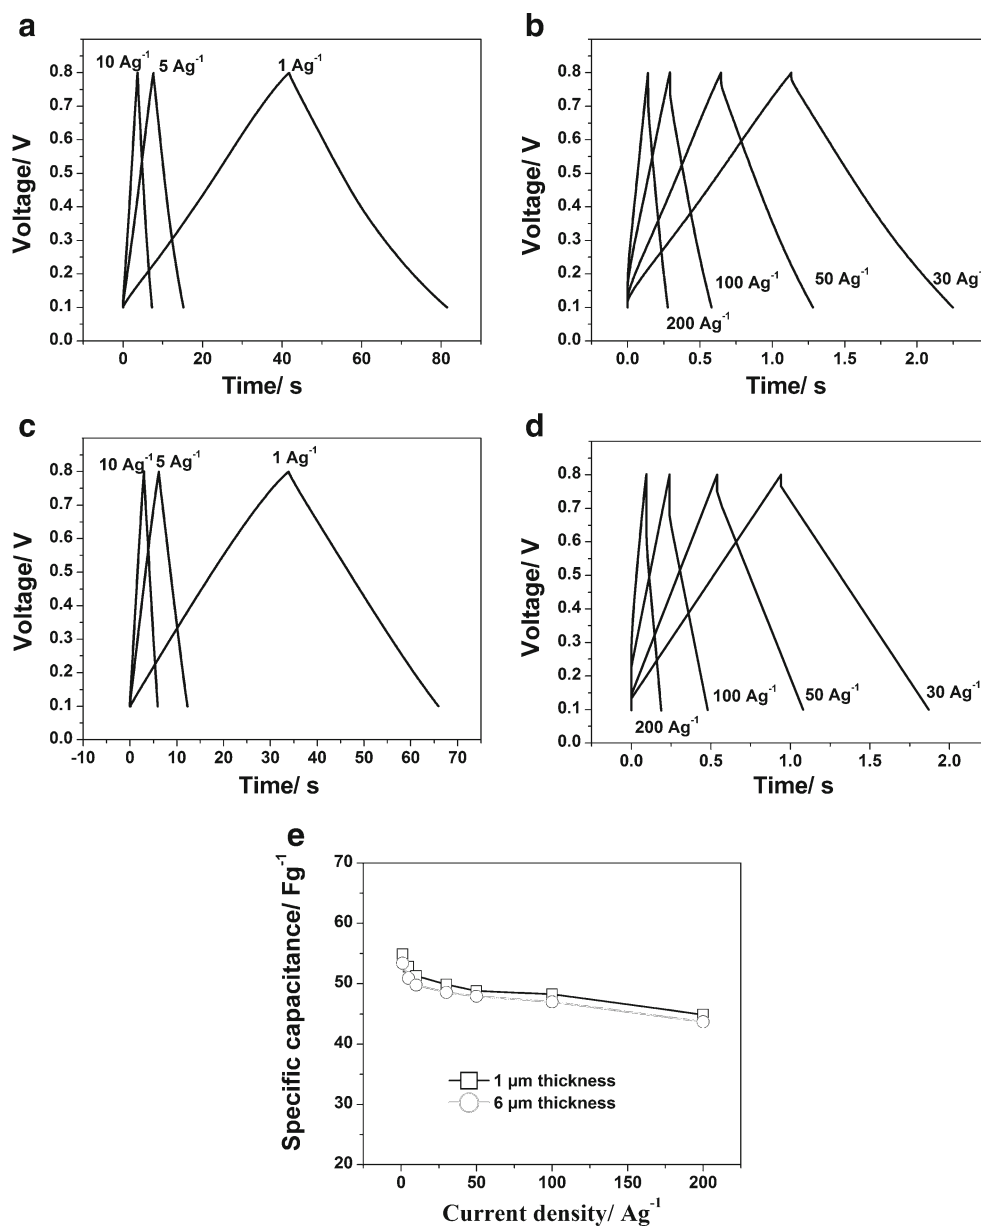 a
10 Ag⁻¹ 5 Ag⁻¹ 1 Ag⁻¹
0.8
0.7
0.6
0.5
0.4
0.3
0.2
0.1
0.0
Voltage/ V
0 20 40 60 80
Time/ s
b
0.8
0.7
0.6
0.5
0.4
0.3
0.2
0.1
0.0
Voltage/ V
200 Ag⁻¹
100 Ag⁻¹
50 Ag⁻¹
30 Ag⁻¹
0.0 0.5 1.0 1.5 2.0
Time/ s
c
10 Ag⁻¹ 5 Ag⁻¹ 1 Ag⁻¹
0.8
0.7
0.6
0.5
0.4
0.3
0.2
0.1
0.0
Voltage/ V
-10 0 10 20 30 40 50 60 70
Time/ s
d
0.8
0.7
0.6
0.5
0.4
0.3
0.2
0.1
0.0
Voltage/ V
200 Ag⁻¹
100 Ag⁻¹
50 Ag⁻¹
30 Ag⁻¹
0.0 0.5 1.0 1.5 2.0
Time/ s
e
70
60
50
40
30
20
Specific capacitance/ Fg⁻¹
1 µm thickness
6 µm thickness
0 50 100 150 200
Current density/ Ag⁻¹